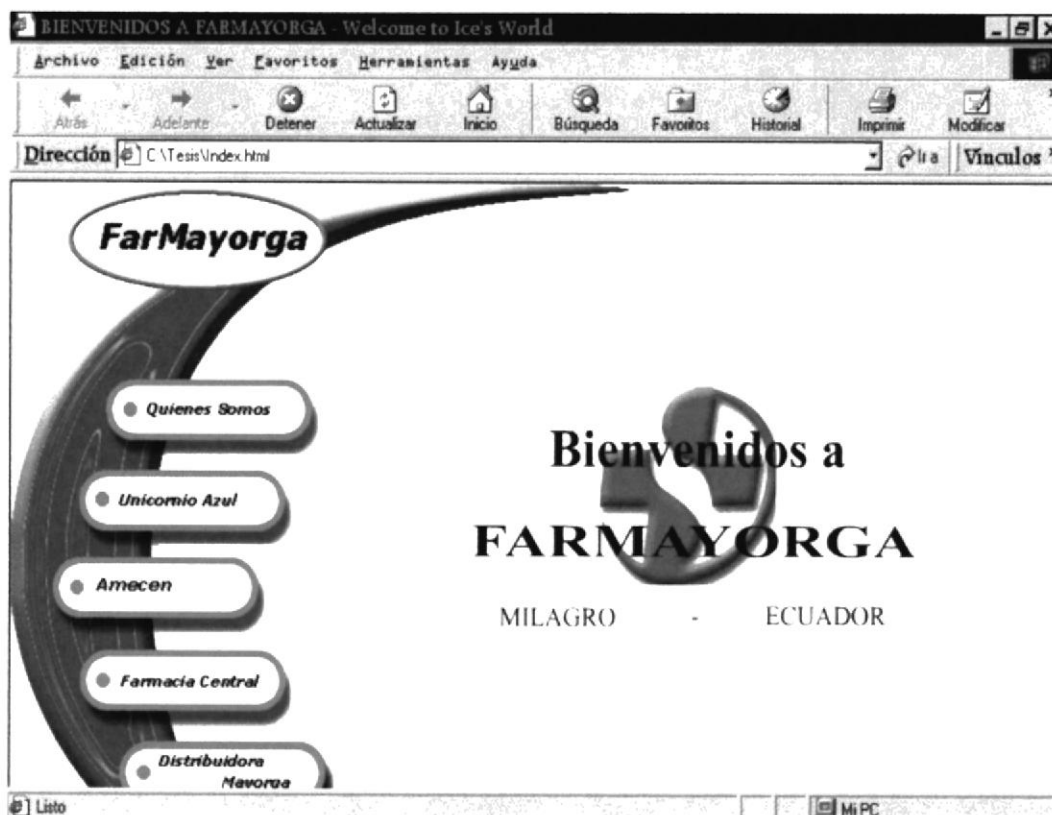 BIENVENIDOS A FARMAYORGA - Welcome to Ice's World
Archivo Edición Ver Favoritos Herramientas Ayuda
Atrás Adelante Detener Actualizar Inicio Búsqueda Favoritos Historial Imprimir Modificar
Dirección C:\Tesis\Index.html Ir a Vínculos
FarMayorga
Quienes Somos
Unicornio Azul
Amecen
Farmacia Central
Distribuidora
Mayorga
Bienvenidos a
FARMAYORGA
MILAGRO - ECUADOR
Listo Mi PC